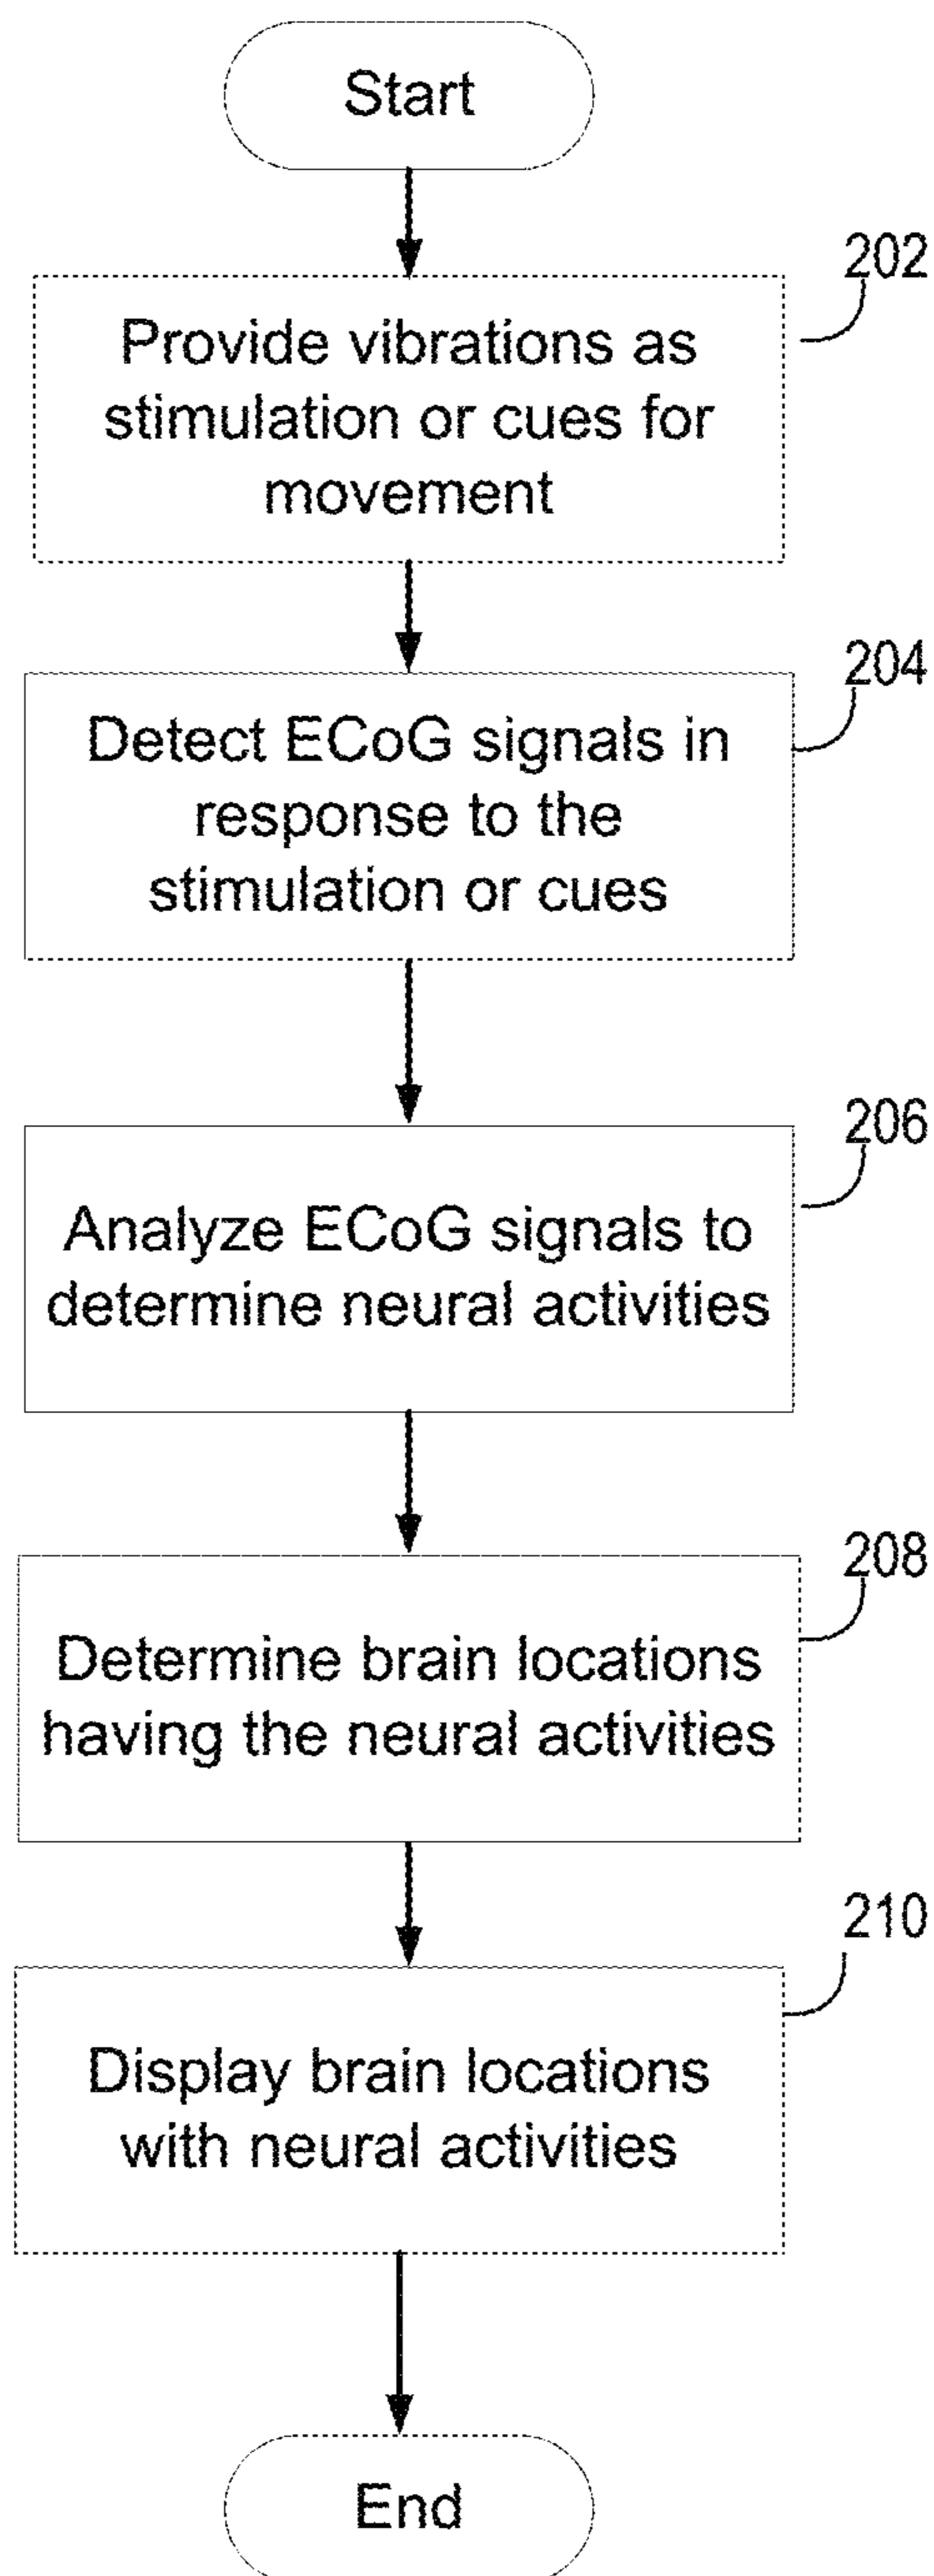 Start
202
Provide vibrations as
stimulation or cues for
movement
204
Detect ECoG signals in
response to the
stimulation or cues
206
Analyze ECoG signals to
determine neural activities
208
Determine brain locations
having the neural activities
210
Display brain locations
with neural activities
End